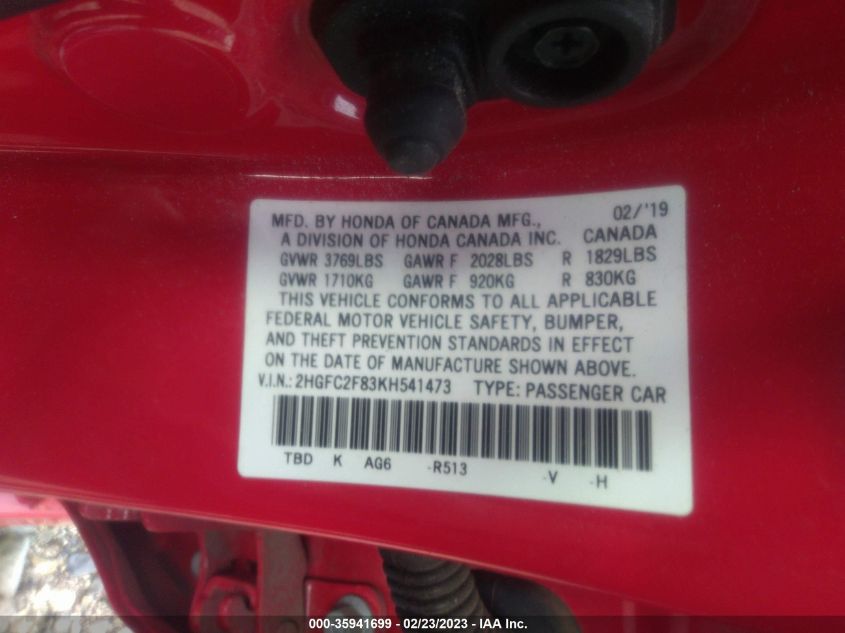 02/'19
MFD. BY HONDA OF CANADA MFG.,
A DIVISION OF HONDA CANADA INC. CANADA
GVWR 3769LBS GAWR F 2028LBS R 1829LBS
GVWR 1710KG GAWR F 920KG R 830KG
THIS VEHICLE CONFORMS TO ALL APPLICABLE
FEDERAL MOTOR VEHICLE SAFETY, BUMPER,
AND THEFT PREVENTION STANDARDS IN EFFECT
ON THE DATE OF MANUFACTURE SHOWN ABOVE.
V.I.N.: 2HGFC2F83KH541473 TYPE: PASSENGER CAR
TBD K AG6 -R513 -V -H
000-35941699 - 02/23/2023 - IAA Inc.